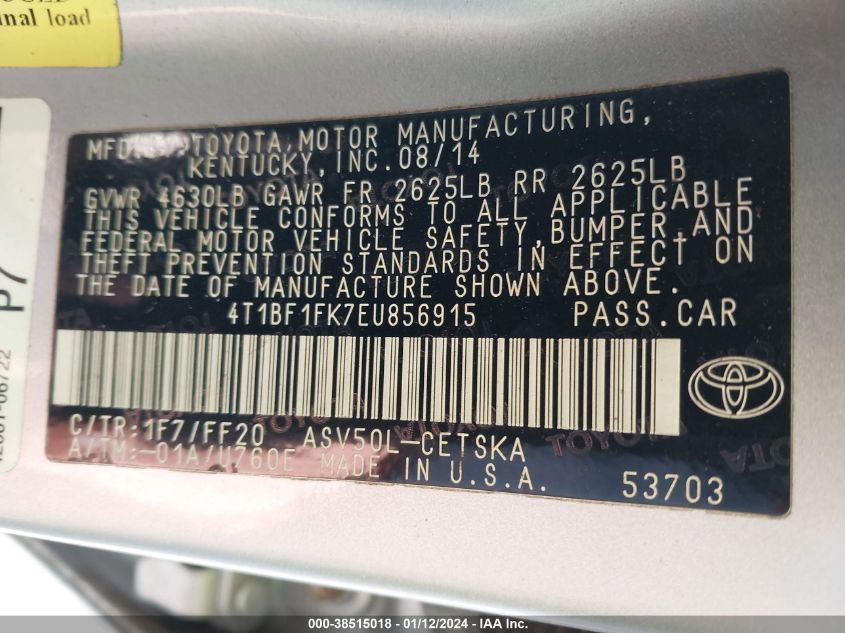 nal load
P7
MFD. BY TOYOTA MOTOR MANUFACTURING,
KENTUCKY, INC. 08/14
GVWR 4630LB GAWR FR 2625LB RR 2625LB
THIS VEHICLE CONFORMS TO ALL APPLICABLE
FEDERAL MOTOR VEHICLE SAFETY, BUMPER, AND
THEFT PREVENTION STANDARDS IN EFFECT ON
THE DATE OF MANUFACTURE SHOWN ABOVE.
4T1BF1FK7EU856915 PASS.CAR
C/TR:1F7/FF20 ASV50L-CETSKA
A/TM:-01A/U760E MADE IN U.S.A.
53703
000-38515018 - 01/12/2024 - IAA Inc.